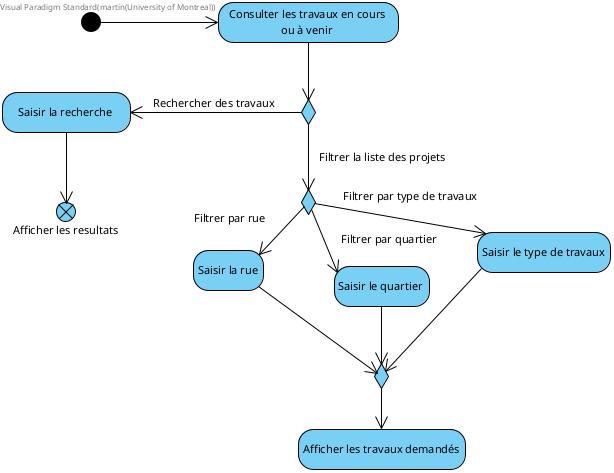 Visual Paradigm Standard(martin(University of Montreal))
Consulter les travaux en cours
ou à venir
Rechercher des travaux
Saisir la recherche
Filtrer la liste des projets
Filtrer par type de travaux
Afficher les resultats
Filtrer par rue
Filtrer par quartier
Saisir le type de travaux
Saisir la rue
Saisir le quartier
Afficher les travaux demandés